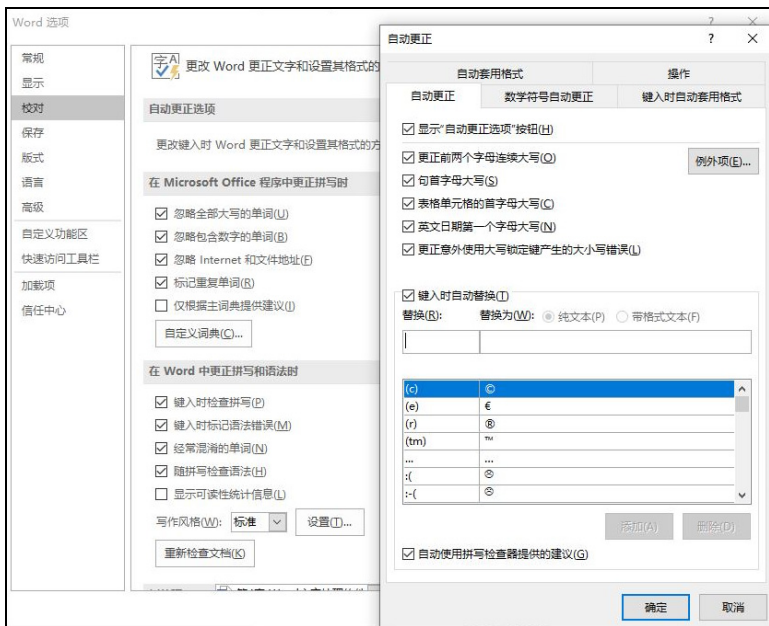 Word 选项
? ×
常规
显示
校对
保存
版式
语言
高级
自定义功能区
快速访问工具栏
加载项
信任中心
字A 更改 Word 更正文字和设置其格式的
自动更正选项
更改键入时 Word 更正文字和设置其格式的方
在 Microsoft Office 程序中更正拼写时
忽略全部大写的单词(U)
忽略包含数字的单词(B)
忽略 Internet 和文件地址(F)
标记重复单词(R)
仅根据主词典提供建议(I)
自定义词典(C)...
在 Word 中更正拼写和语法时
键入时检查拼写(P)
键入时标记语法错误(M)
经常混淆的单词(N)
随拼写检查语法(H)
显示可读性统计信息(L)
写作风格(W): 标准 设置(T)...
重新检查文档(K)
自动更正 ? ×
自动套用格式 操作
自动更正 数学符号自动更正 键入时自动套用格式
显示“自动更正选项”按钮(H)
更正前两个字母连续大写(O) 例外项(E)...
句首字母大写(S)
表格单元格的首字母大写(C)
英文日期第一个字母大写(N)
更正意外使用大写锁定键产生的大小写错误(L)
键入时自动替换(T)
替换(R): 替换为(W): 纯文本(P) 带格式文本(F)
(c) ©
(e) €
(r) ®
(tm) ™
... ...
:( ☹
:-( ☹
添加(A) 删除(D)
自动使用拼写检查器提供的建议(G)
确定 取消